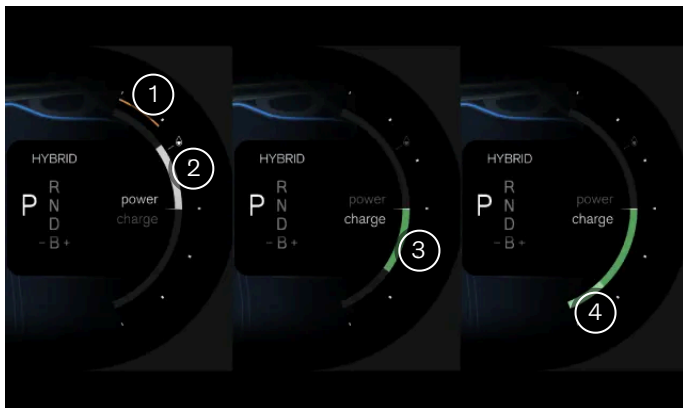 1
2
HYBRID
P
R
N
D
- B +
power
charge
HYBRID
P
R
N
D
- B +
power
charge
3
HYBRID
P
R
N
D
- B +
power
charge
4